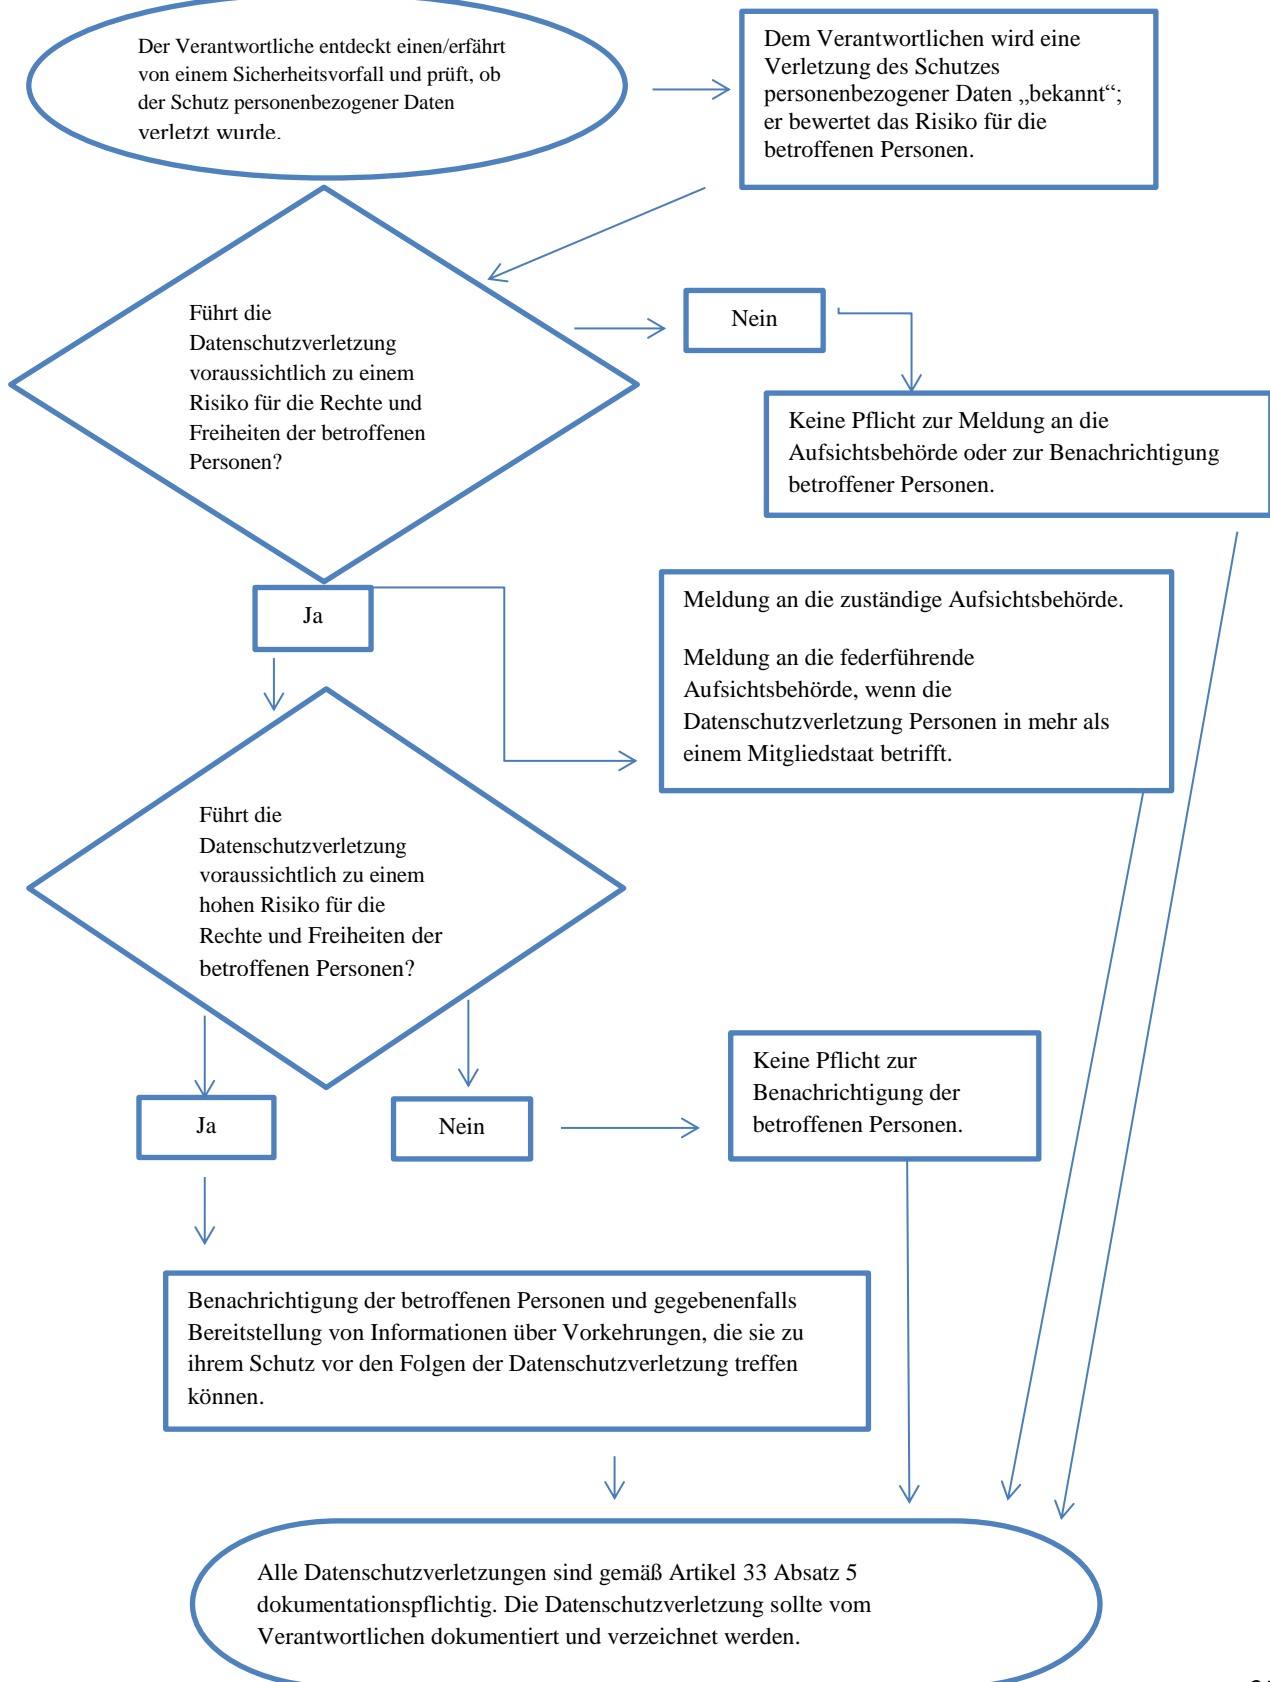 Der Verantwortliche entdeckt einen/erfährt
von einem Sicherheitsvorfall und prüft, ob
der Schutz personenbezogener Daten
verletzt wurde.
Dem Verantwortlichen wird eine
Verletzung des Schutzes
personenbezogener Daten „bekannt“;
er bewertet das Risiko für die
betroffenen Personen.
Führt die
Datenschutzverletzung
voraussichtlich zu einem
Risiko für die Rechte und
Freiheiten der betroffenen
Personen?
Nein
Keine Pflicht zur Meldung an die
Aufsichtsbehörde oder zur Benachrichtigung
betroffener Personen.
Ja
Meldung an die zuständige Aufsichtsbehörde.
Meldung an die federführende
Aufsichtsbehörde, wenn die
Datenschutzverletzung Personen in mehr als
einem Mitgliedstaat betrifft.
Führt die
Datenschutzverletzung
voraussichtlich zu einem
hohen Risiko für die
Rechte und Freiheiten der
betroffenen Personen?
Ja
Nein
Keine Pflicht zur
Benachrichtigung der
betroffenen Personen.
Benachrichtigung der betroffenen Personen und gegebenenfalls
Bereitstellung von Informationen über Vorkehrungen, die sie zu
ihrem Schutz vor den Folgen der Datenschutzverletzung treffen
können.
Alle Datenschutzverletzungen sind gemäß Artikel 33 Absatz 5
dokumentationspflichtig. Die Datenschutzverletzung sollte vom
Verantwortlichen dokumentiert und verzeichnet werden.